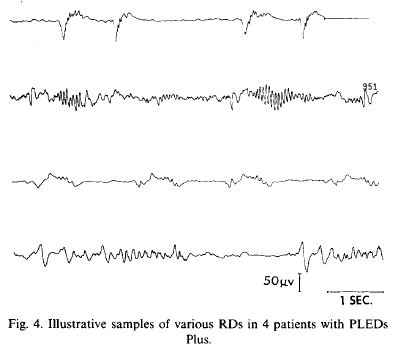 951
50µv
1 SEC.
Fig. 4. Illustrative samples of various RDs in 4 patients with PLEDs
Plus.